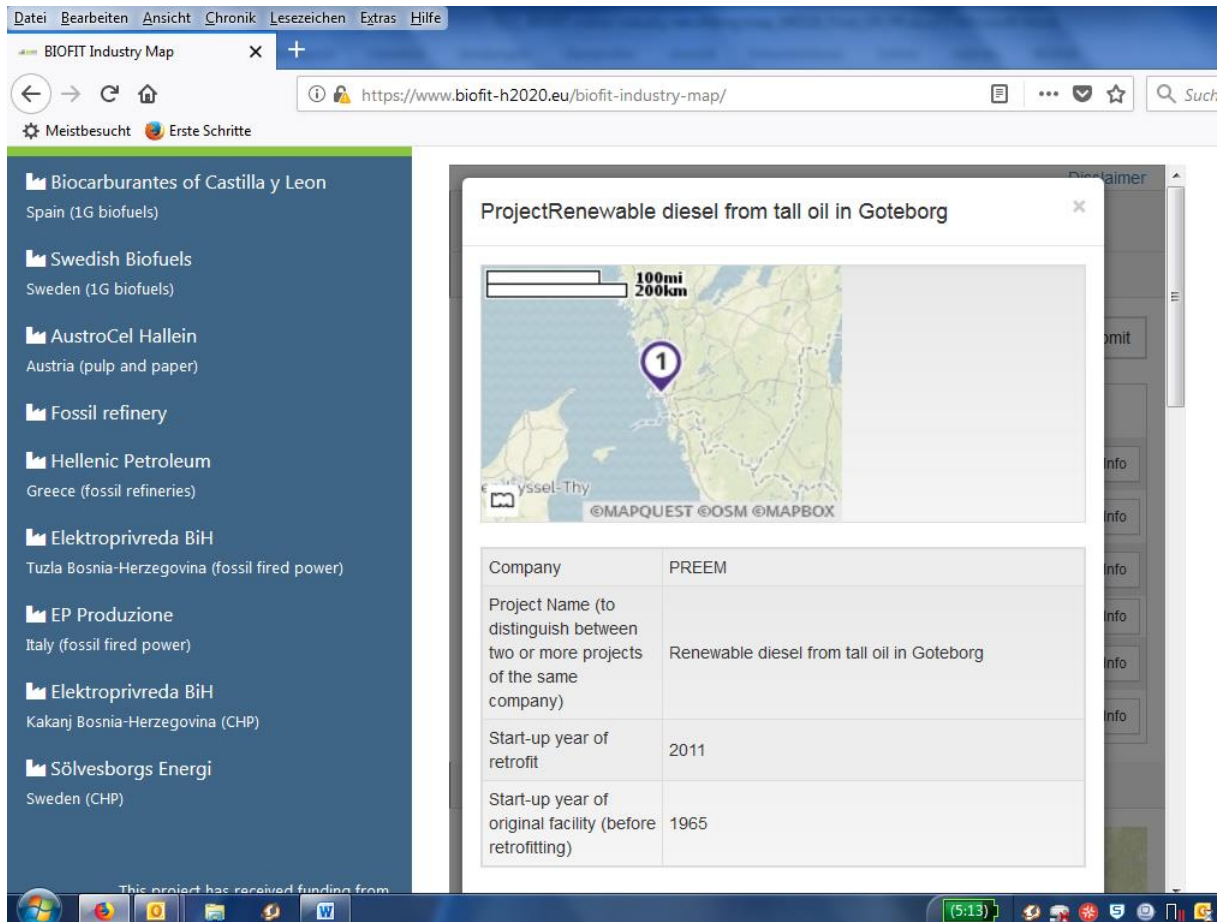 Datei Bearbeiten Ansicht Chronik Lesezeichen Extras Hilfe
BIOFIT Industry Map
https://www.biofit-h2020.eu/biofit-industry-map/
Such
Meistbesucht Erste Schritte
Biocarburantes of Castilla y Leon
Spain (1G biofuels)
Swedish Biofuels
Sweden (1G biofuels)
AustroCel Hallein
Austria (pulp and paper)
Fossil refinery
Hellenic Petroleum
Greece (fossil refineries)
Elektroprivreda BiH
Tuzla Bosnia-Herzegovina (fossil fired power)
EP Produzione
Italy (fossil fired power)
Elektroprivreda BiH
Kakanj Bosnia-Herzegovina (CHP)
Sölvesborgs Energi
Sweden (CHP)
This project has received funding from
Disclaimer
ProjectRenewable diesel from tall oil in Goteborg
×
100mi
200km
1
yssel-Thy
©MAPQUEST ©OSM ©MAPBOX
Company PREEM
Project Name (to
distinguish between
two or more projects
of the same
company)
Renewable diesel from tall oil in Goteborg
Start-up year of
retrofit
2011
Start-up year of
original facility (before
retrofitting)
1965
omit
Info
Info
Info
Info
Info
Info
(5:13)